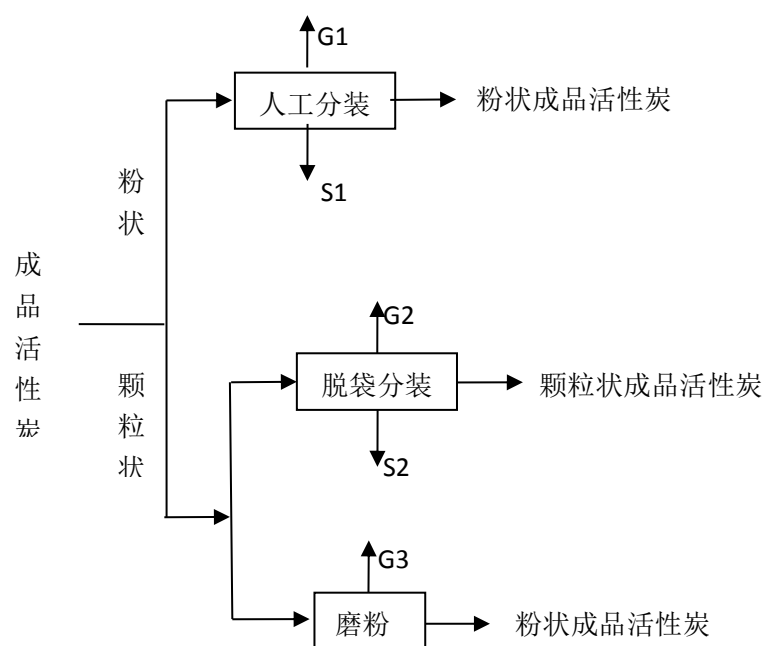 G1
人工分装
粉状成品活性炭
S1
粉
状
成
品
活
性
炭
颗
粒
状
G2
脱袋分装
颗粒状成品活性炭
S2
G3
磨粉
粉状成品活性炭